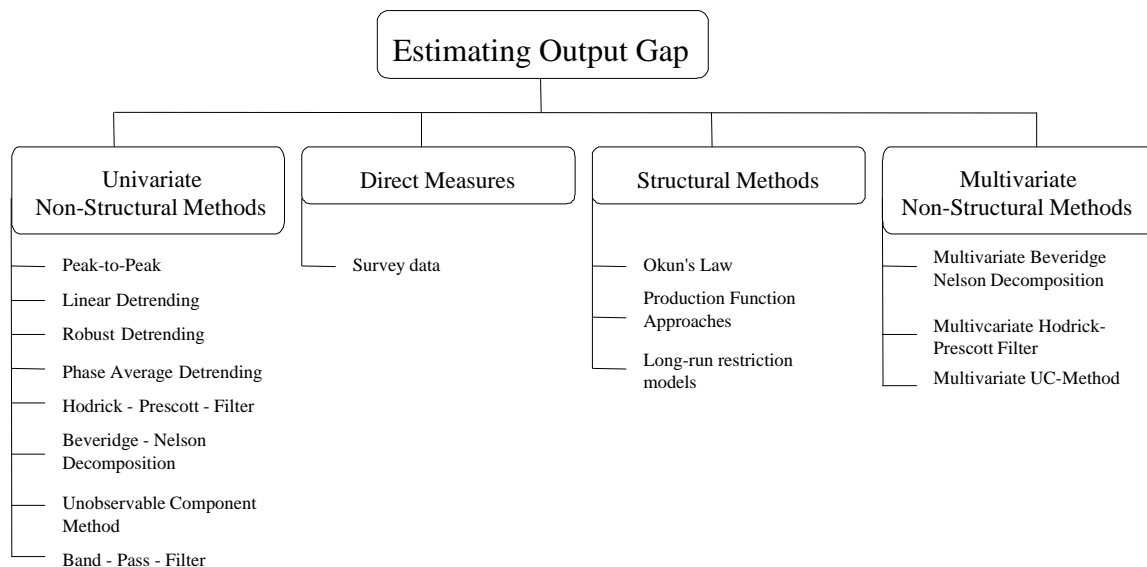 Estimating Output Gap
Univariate
Non-Structural Methods
Peak-to-Peak
Linear Detrending
Robust Detrending
Phase Average Detrending
Hodrick - Prescott - Filter
Beveridge - Nelson
Decomposition
Unobservable Component
Method
Band - Pass - Filter
Direct Measures
Survey data
Structural Methods
Okun's Law
Production Function
Approaches
Long-run restriction
models
Multivariate
Non-Structural Methods
Multivariate Beveridge
Nelson Decomposition
Multivcariate Hodrick-
Prescott Filter
Multivariate UC-Method